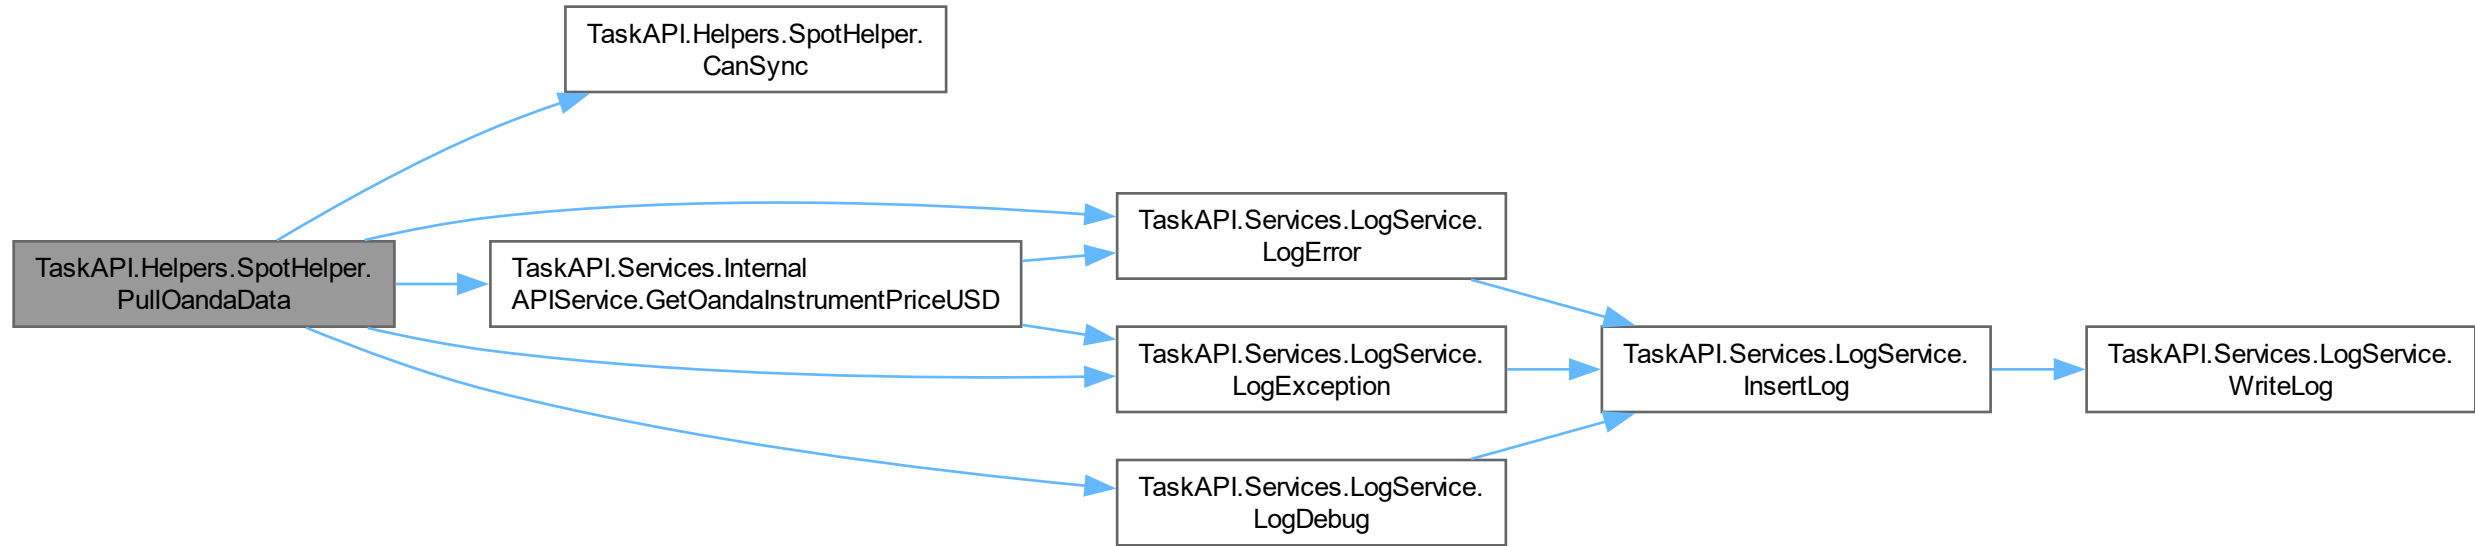 TaskAPI.Helpers.SpotHelper.
CanSync
TaskAPI.Helpers.SpotHelper.
PullOandaData
TaskAPI.Services.Internal
APIService.GetOandaInstrumentPriceUSD
TaskAPI.Services.LogService.
LogError
TaskAPI.Services.LogService.
LogException
TaskAPI.Services.LogService.
LogDebug
TaskAPI.Services.LogService.
InsertLog
TaskAPI.Services.LogService.
WriteLog